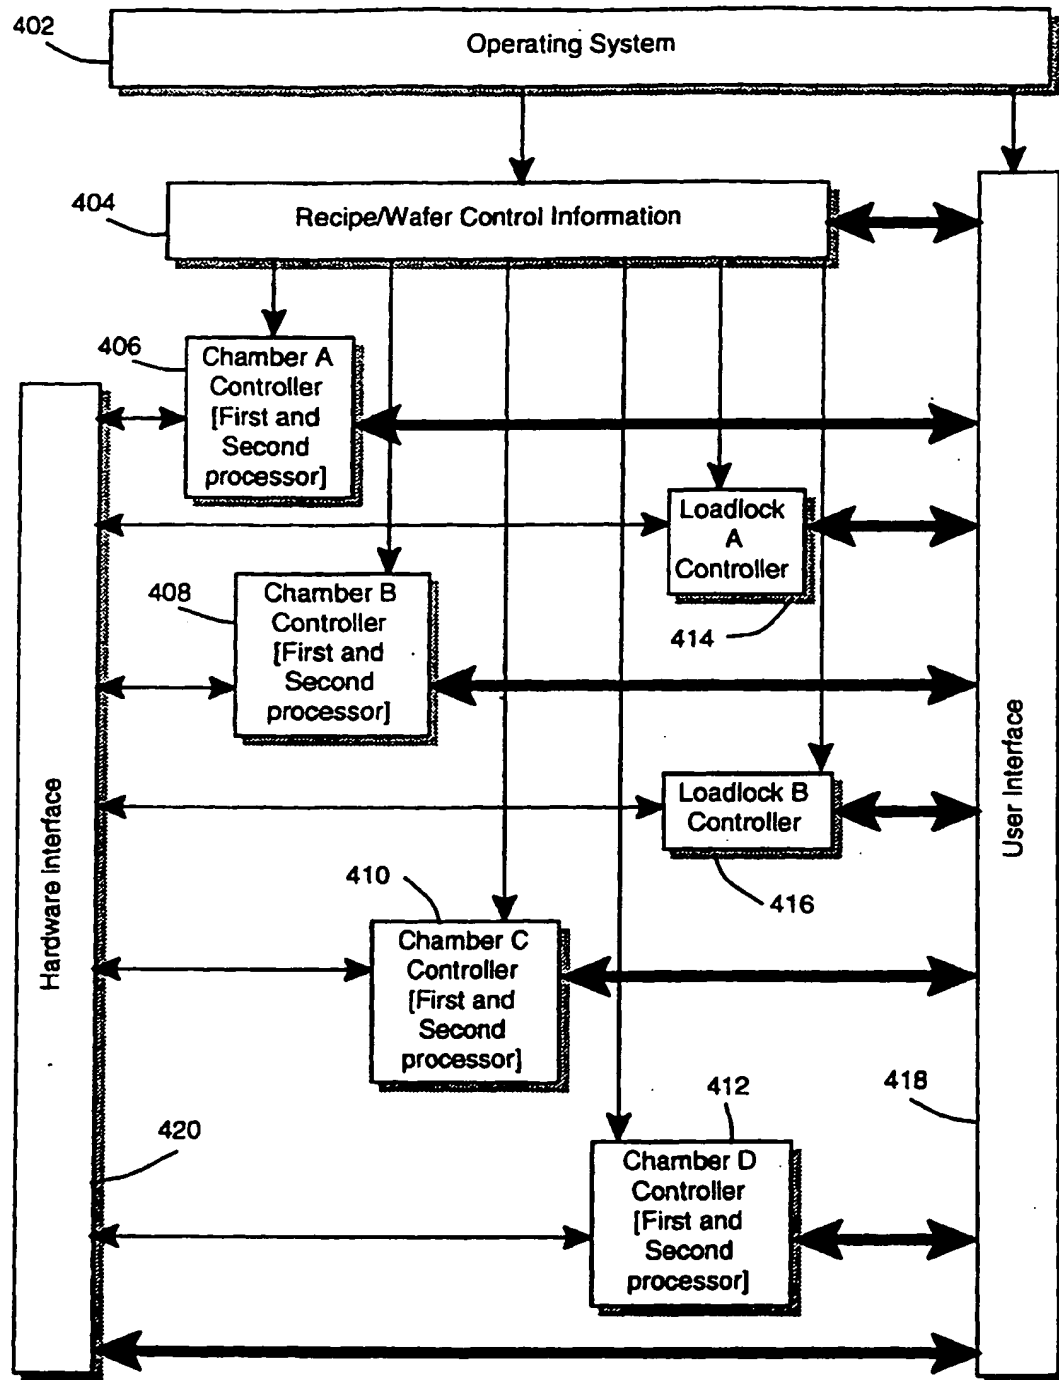 402
Operating System
404
Recipe/Wafer Control Information
406
Chamber A
Controller
[First and
Second
processor]
Loadlock
A
Controller
414
408
Chamber B
Controller
[First and
Second
processor]
Hardware Interface
User Interface
Loadlock B
Controller
416
410
Chamber C
Controller
[First and
Second
processor]
418
412
420
Chamber D
Controller
[First and
Second
processor]